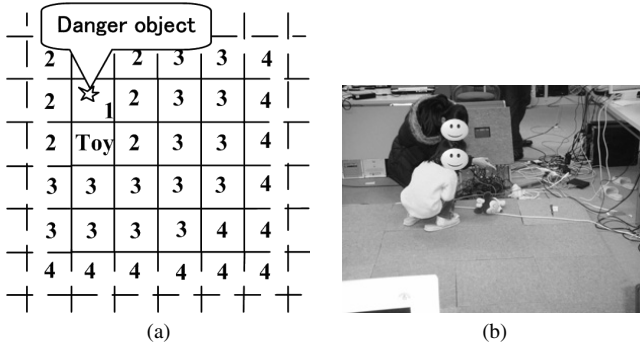 Danger object
2 2 3 3 4
2 1 2 3 3 4
2 Toy 2 3 3 4
3 3 3 3 3 4
3 3 3 3 4 4
4 4 4 4 4 4
(a) (b)